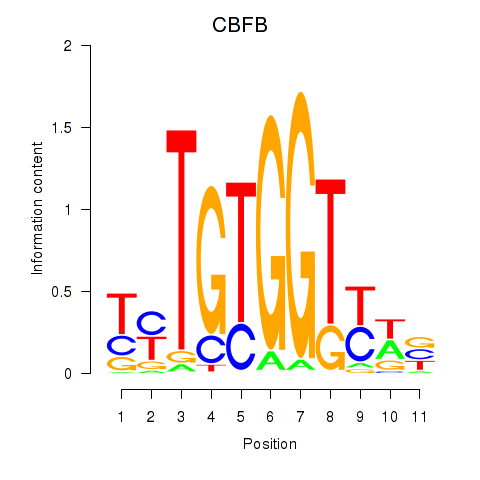 CBFB
2
1.5
1
0.5
0
Information content
T C T G T G G T T T G
C T G C C A A G C A C
G G A T A G T
A A G C A
1 2 3 4 5 6 7 8 9 10 11
Position